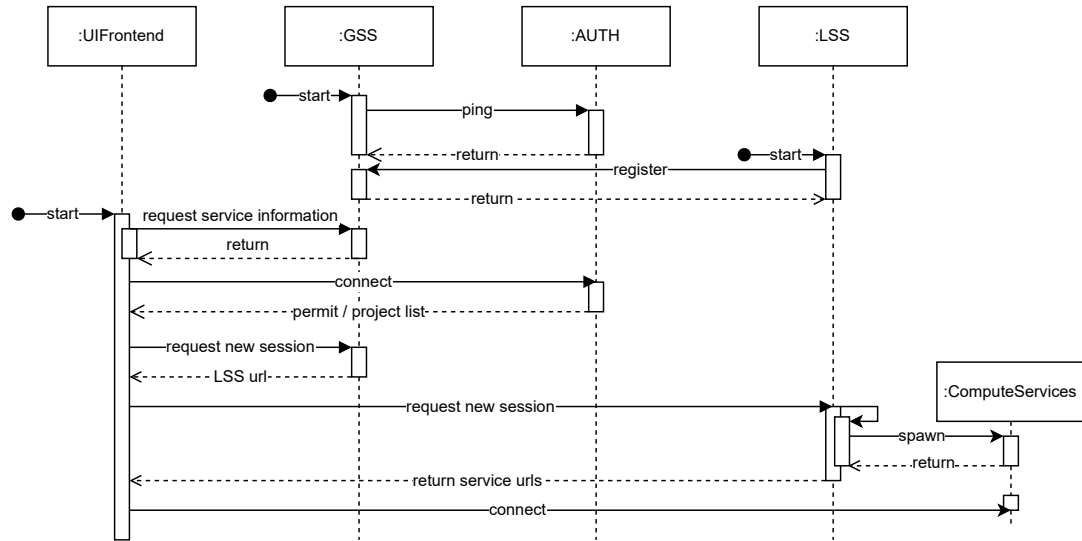 :UIFrontend
:GSS
:AUTH
:LSS
start
ping
return
start
register
return
start
request service information
return
connect
permit / project list
request new session
LSS url
:ComputeServices
request new session
spawn
return
return service urls
connect